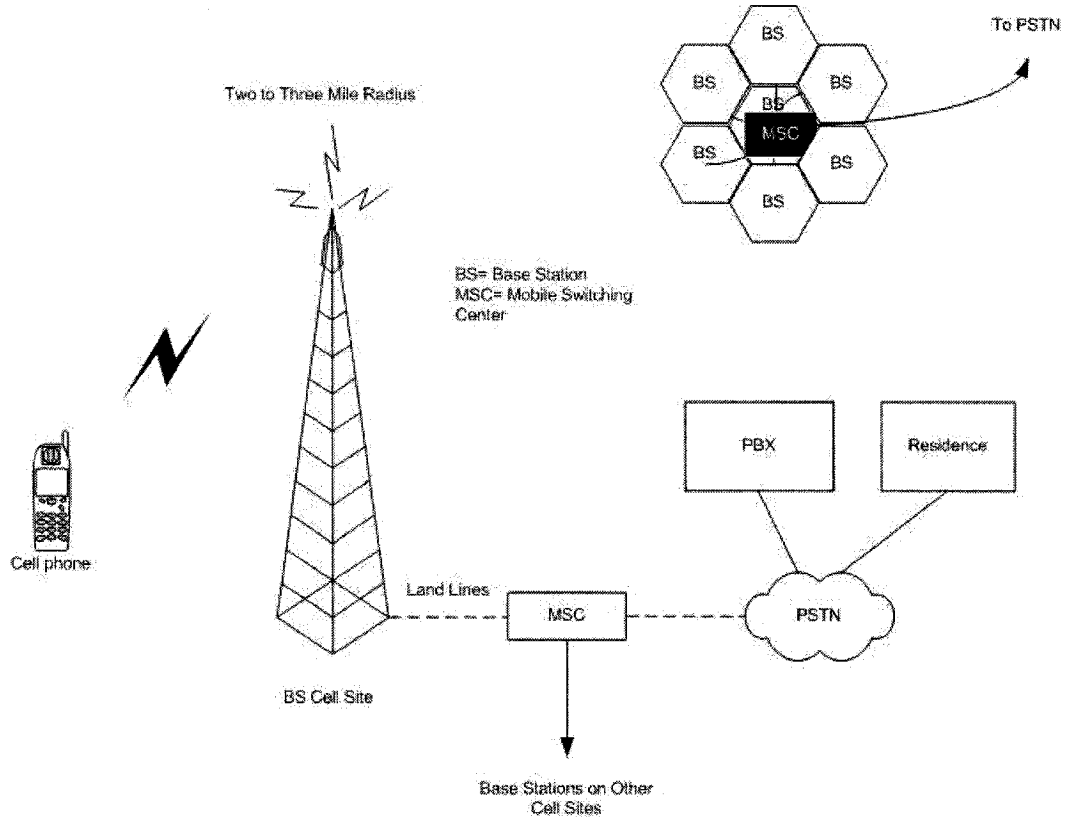 To PSTN
BS
BS
BS
BS
MSC
BS
BS
BS
Two to Three Mile Radius
BS= Base Station
MSC= Mobile Switching
Center
PBX
Residence
Cell phone
Land Lines
MSC
PSTN
BS Cell Site
Base Stations on Other
Cell Sites